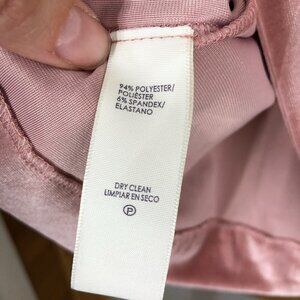 94% POLYESTER/
POLIÉSTER
6% SPANDEX/
ELASTANO
DRY CLEAN
LIMPIAR EN SECO
P